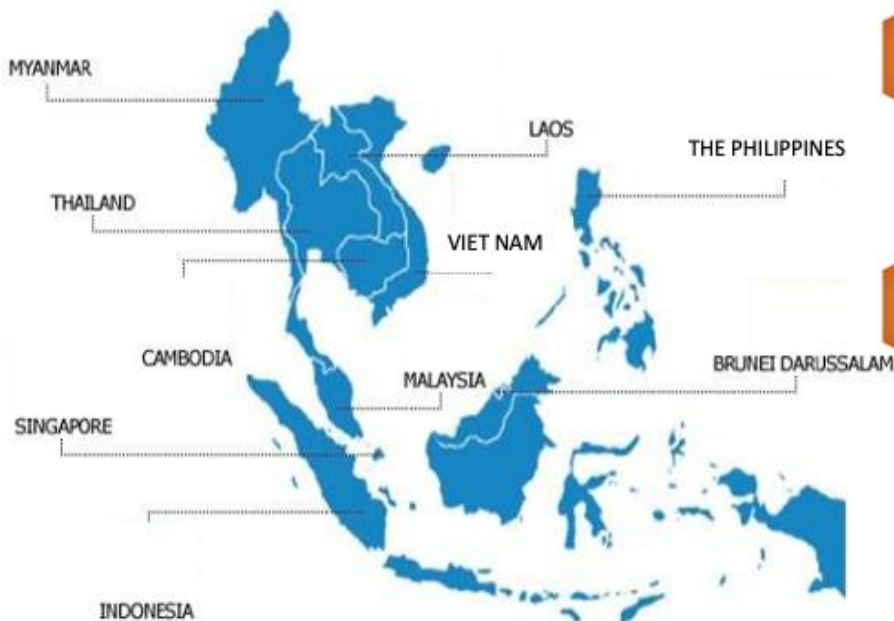 MYANMAR
LAOS
THE PHILIPPINES
THAILAND
VIET NAM
CAMBODIA
MALAYSIA
BRUNEI DARUSSALAM
SINGAPORE
INDONESIA